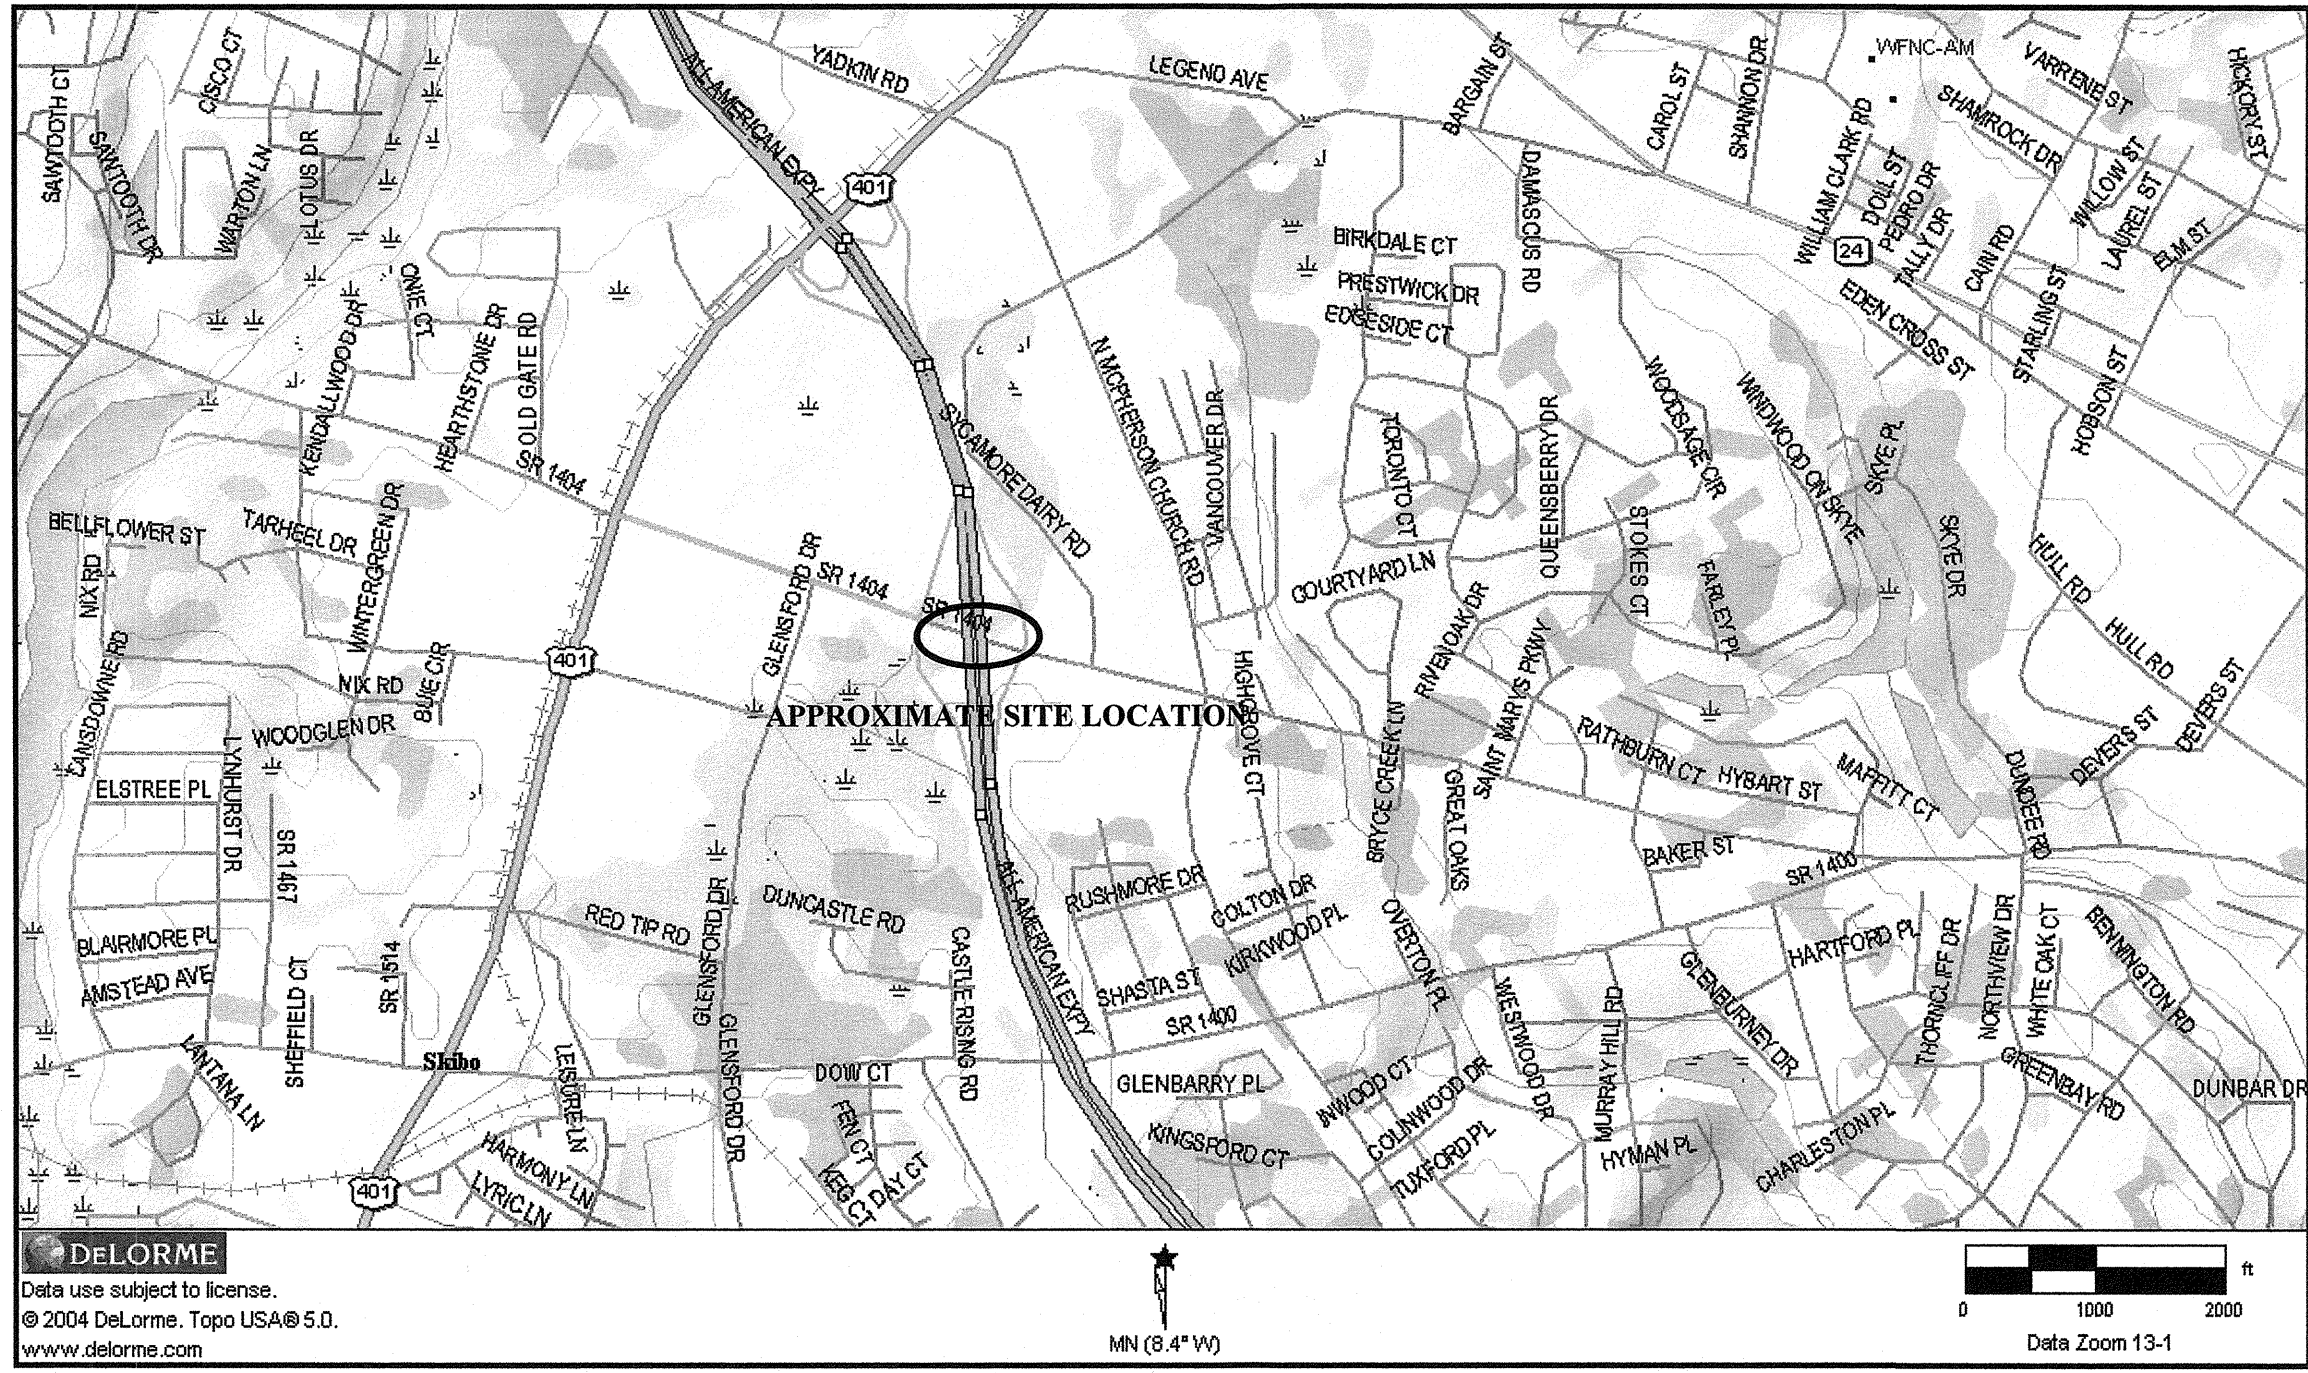 CISCO CT
ALL AMERICAN EXPY
YADKIN RD
LEGEND AVE
BARGAIN ST
CAROL ST
SHANNON DR
WFNC-AM
VARRENE ST
HICKORY ST
SAWTOOTH CT
SAWTOOTH DR
WARTON LN
LOTUS DR
401
DAMASCUS RD
WILLIAM CLARK RD
SHAMROCK DR
DOLL ST
PEDRO DR
TALLY DR
24
CAIN RD
WILLOW ST
LAUREL ST
ELM ST
BIRKDALE CT
PRESTWICK DR
EDGESIDE CT
EDEN CROSS ST
STARLING ST
HOBSON ST
ONIE CT
KENDALLWOOD DR
HEARTHSTONE DR
SOLD GATE RD
SR 1404
N MCPHERSON CHURCH RD
VANCOUVER DR
SYCAMORE DAIRY RD
TORONTO CT
QUEENSBERRY DR
WOODSAGE CIR
WINDWOOD ON SKYE
SKYE PL
SKYE DR
BELLFLOWER ST
NIX RD
TARHEEL DR
WINTERGREEN DR
GLENSFORD DR
SR 1404
SR 1404
COURTYARD LN
STOKES CT
FARLEY PL
HULL RD
HULL RD
RIVENOAK DR
SAINT MARYS PKWY
LANSDOWNE RD
NIX RD
BUIE CIR
401
WOODGLEN DR
APPROXIMATE SITE LOCATION
HIGHGROVE CT
BRYCE CREEK LN
GREAT OAKS
RATHBURN CT
HYBART ST
MAFFITT CT
DUNDEE RD
DEVERS ST
DEVERS ST
ELSTREE PL
LYNHURST DR
SR 1467
BAKER ST
SR 1400
RED TIP RD
GLENSFORD DR
DUNCASTLE RD
CASTLE RISING RD
ALL AMERICAN EXPY
RUSHMORE DR
COLTON DR
KIRKWOOD PL
OVERTON PL
BLAIRMORE PL
AMSTEAD AVE
SHEFFIELD CT
SR 1514
SHASTA ST
SR 1400
WESTWOOD DR
MURRAY HILL RD
GLENBURNEY DR
HARTFORD PL
THORNCLIFF DR
NORTHVIEW DR
WHITE OAK CT
BENNINGTON RD
LANTANA LN
Skibo
LEISURE LN
GLENSFORD DR
DOW CT
FEN CT
GLENBARRY PL
KINGSFORD CT
INWOOD CT
COLINWOOD DR
TUXFORD PL
HYMAN PL
CHARLESTON PL
GREENBAY RD
DUNBAR DR
401
HARMONY LN
LYRIC LN
KEG CT
DAY CT
DELORME
Data use subject to license.
© 2004 DeLorme. Topo USA® 5.0.
www.delorme.com
MN (8.4° W)
ft
0 1000 2000
Data Zoom 13-1